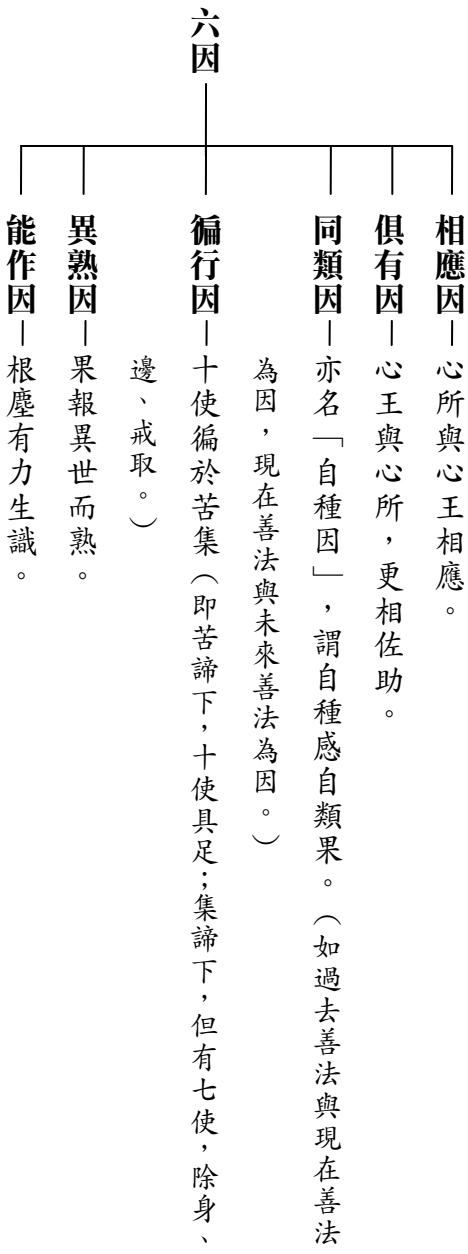 六因
相應因—心所與心王相應。
俱有因—心王與心所，更相佐助。
同類因—亦名「自種因」，謂自種感自類果。（如過去善法與現在善法
為因，現在善法與未來善法為因。）
徧行因—十使徧於苦集（即苦諦下，十使具足；集諦下，但有七使，除身、
邊、戒取。）
異熟因—果報異世而熟。
能作因—根塵有力生識。